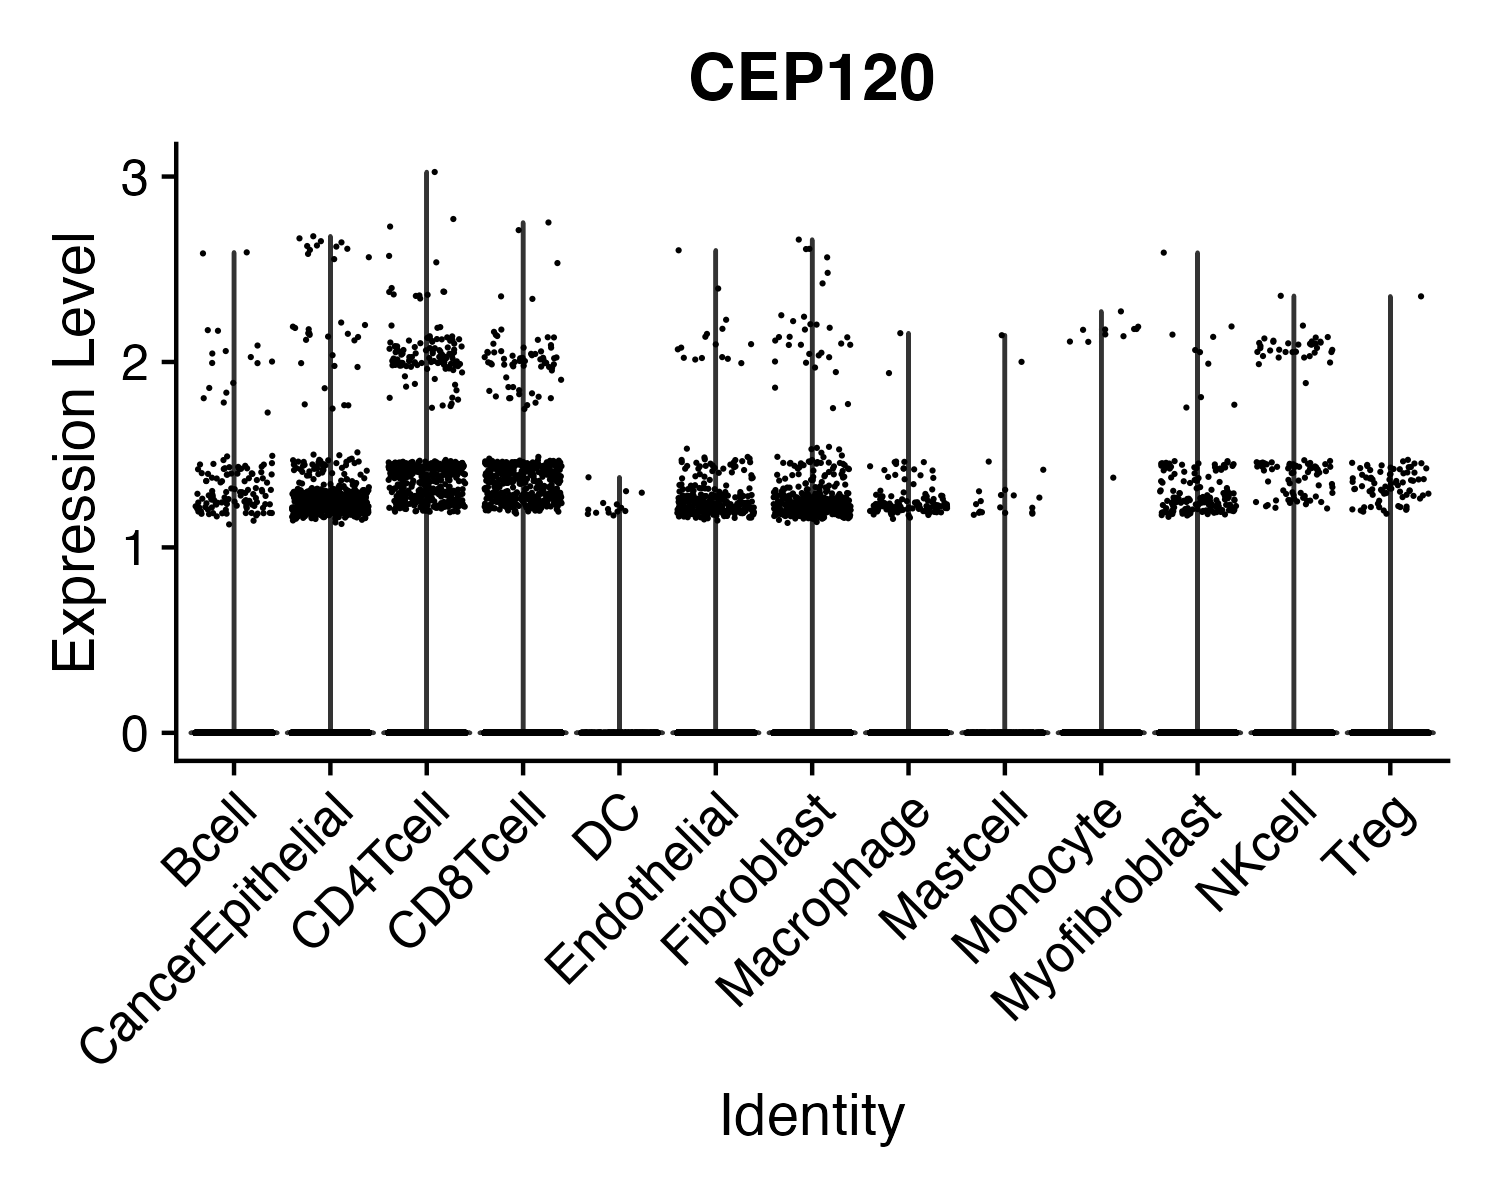 CEP120
Expression Level
3
2
1
0
Bcell
CancerEpithelial
CD4Tcell
CD8Tcell
DC
Endothelial
Fibroblast
Macrophage
Mastcell
Monocyte
Myofibroblast
NKcell
Treg
Identity